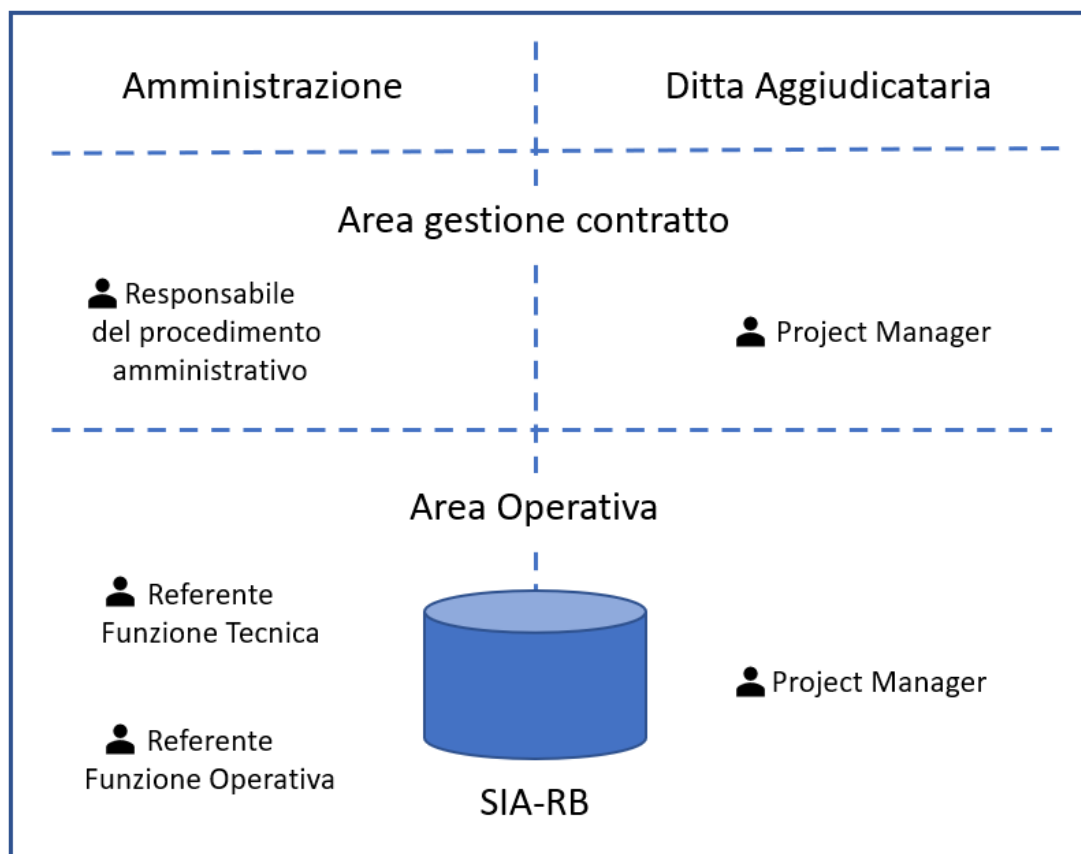 Amministrazione
Ditta Aggiudicataria
Area gestione contratto
Responsabile
del procedimento
amministrativo
Project Manager
Area Operativa
Referente
Funzione Tecnica
Project Manager
Referente
Funzione Operativa
SIA-RB